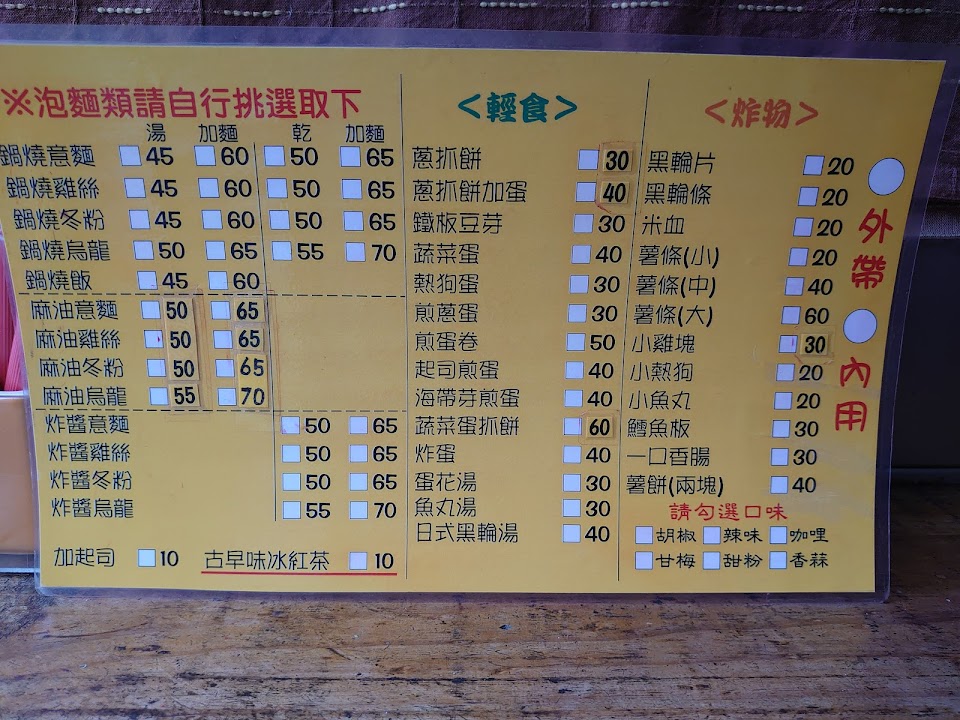 ※泡麵類請自行挑選取下
湯 加麵 乾 加麵
鍋燒意麵 45 60 50 65
鍋燒雞絲 45 60 50 65
鍋燒冬粉 45 60 50 65
鍋燒烏龍 50 65 55 70
鍋燒飯 45 60
麻油意麵 50 65
麻油雞絲 50 65
麻油冬粉 50 65
麻油烏龍 55 70
炸醬意麵 50 65
炸醬雞絲 50 65
炸醬冬粉 50 65
炸醬烏龍 55 70
加起司 10 古早味冰紅茶 10
<輕食>
蔥抓餅 30
蔥抓餅加蛋 40
鐵板豆芽 30
蔬菜蛋 40
熱狗蛋 30
煎蔥蛋 30
煎蛋卷 50
起司煎蛋 40
海帶芽煎蛋 40
蔬菜蛋抓餅 60
炸蛋 40
蛋花湯 30
魚丸湯 30
日式黑輪湯 40
<炸物>
黑輪片 20
黑輪條 20
米血 20
薯條(小) 20
薯條(中) 40
薯條(大) 60
小雞塊 30
小熱狗 20
小魚丸 20
鱈魚板 30
一口香腸 30
薯餅(兩塊) 40
請勾選口味
胡椒 辣味 咖哩
甘梅 甜粉 香蒜
外帶
內用